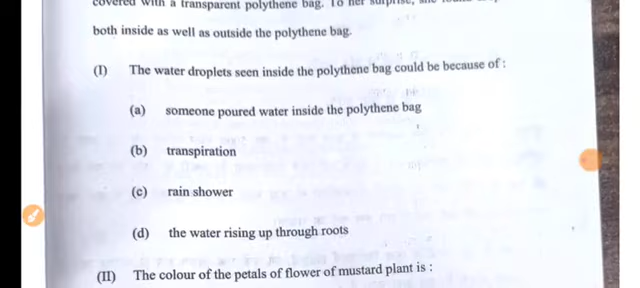 covered with a transparent polythene bag. To her surprise, she
both inside as well as outside the polythene bag.
(I) The water droplets seen inside the polythene bag could be because of :
(a) someone poured water inside the polythene bag
(b) transpiration
(c) rain shower
(d) the water rising up through roots
(II) The colour of the petals of flower of mustard plant is :